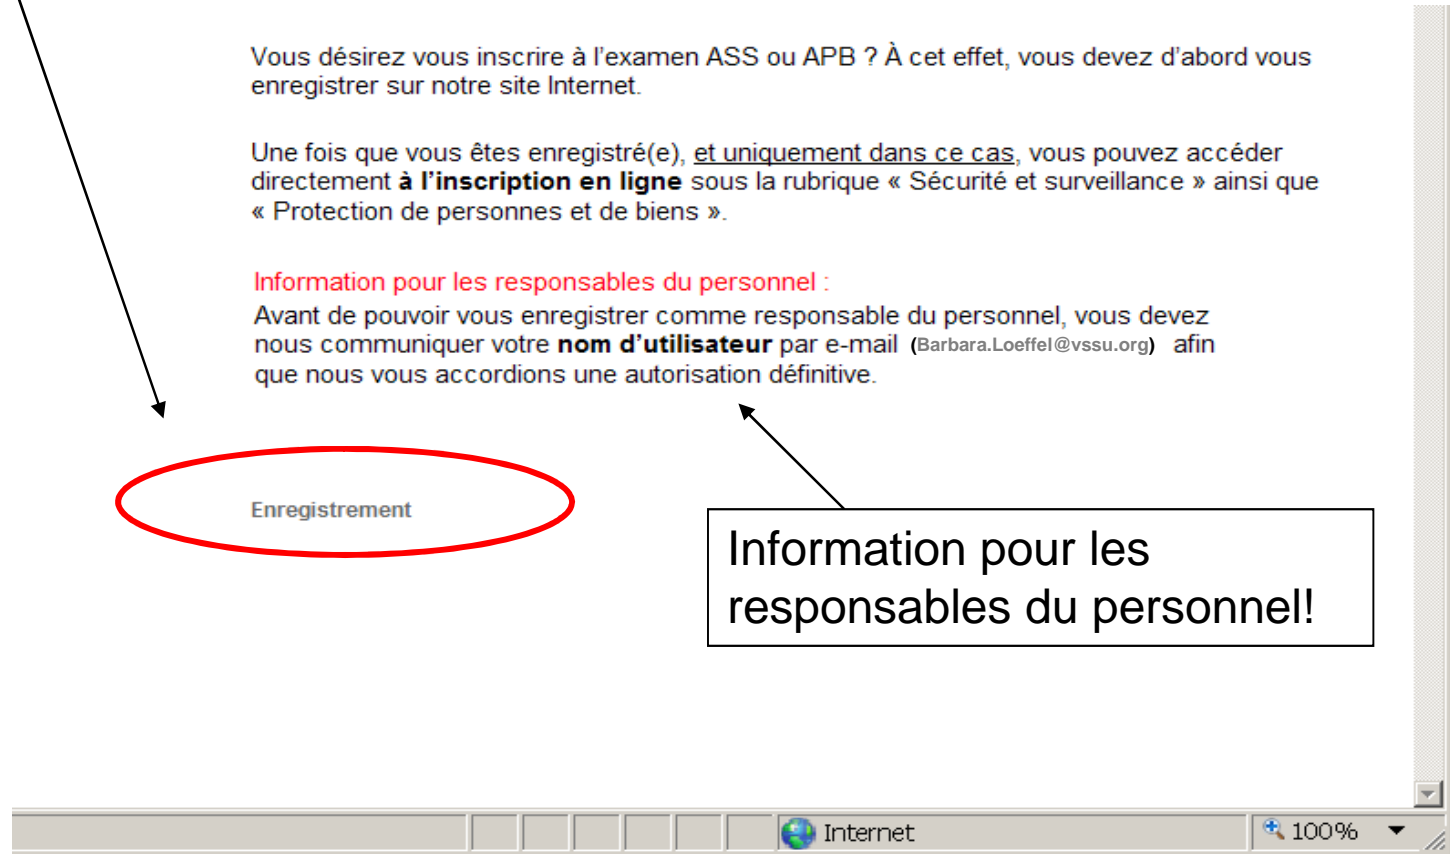 Vous désirez vous inscrire à l’examen ASS ou APB ? À cet effet, vous devez d’abord vous
enregistrer sur notre site Internet.
Une fois que vous êtes enregistré(e), et uniquement dans ce cas, vous pouvez accéder
directement à l’inscription en ligne sous la rubrique « Sécurité et surveillance » ainsi que
« Protection de personnes et de biens ».
Information pour les responsables du personnel :
Avant de pouvoir vous enregistrer comme responsable du personnel, vous devez
nous communiquer votre nom d’utilisateur par e-mail (Barbara.Loeffel@vssu.org) afin
que nous vous accordions une autorisation définitive.
Enregistrement
Information pour les
responsables du personnel!
Internet
100%